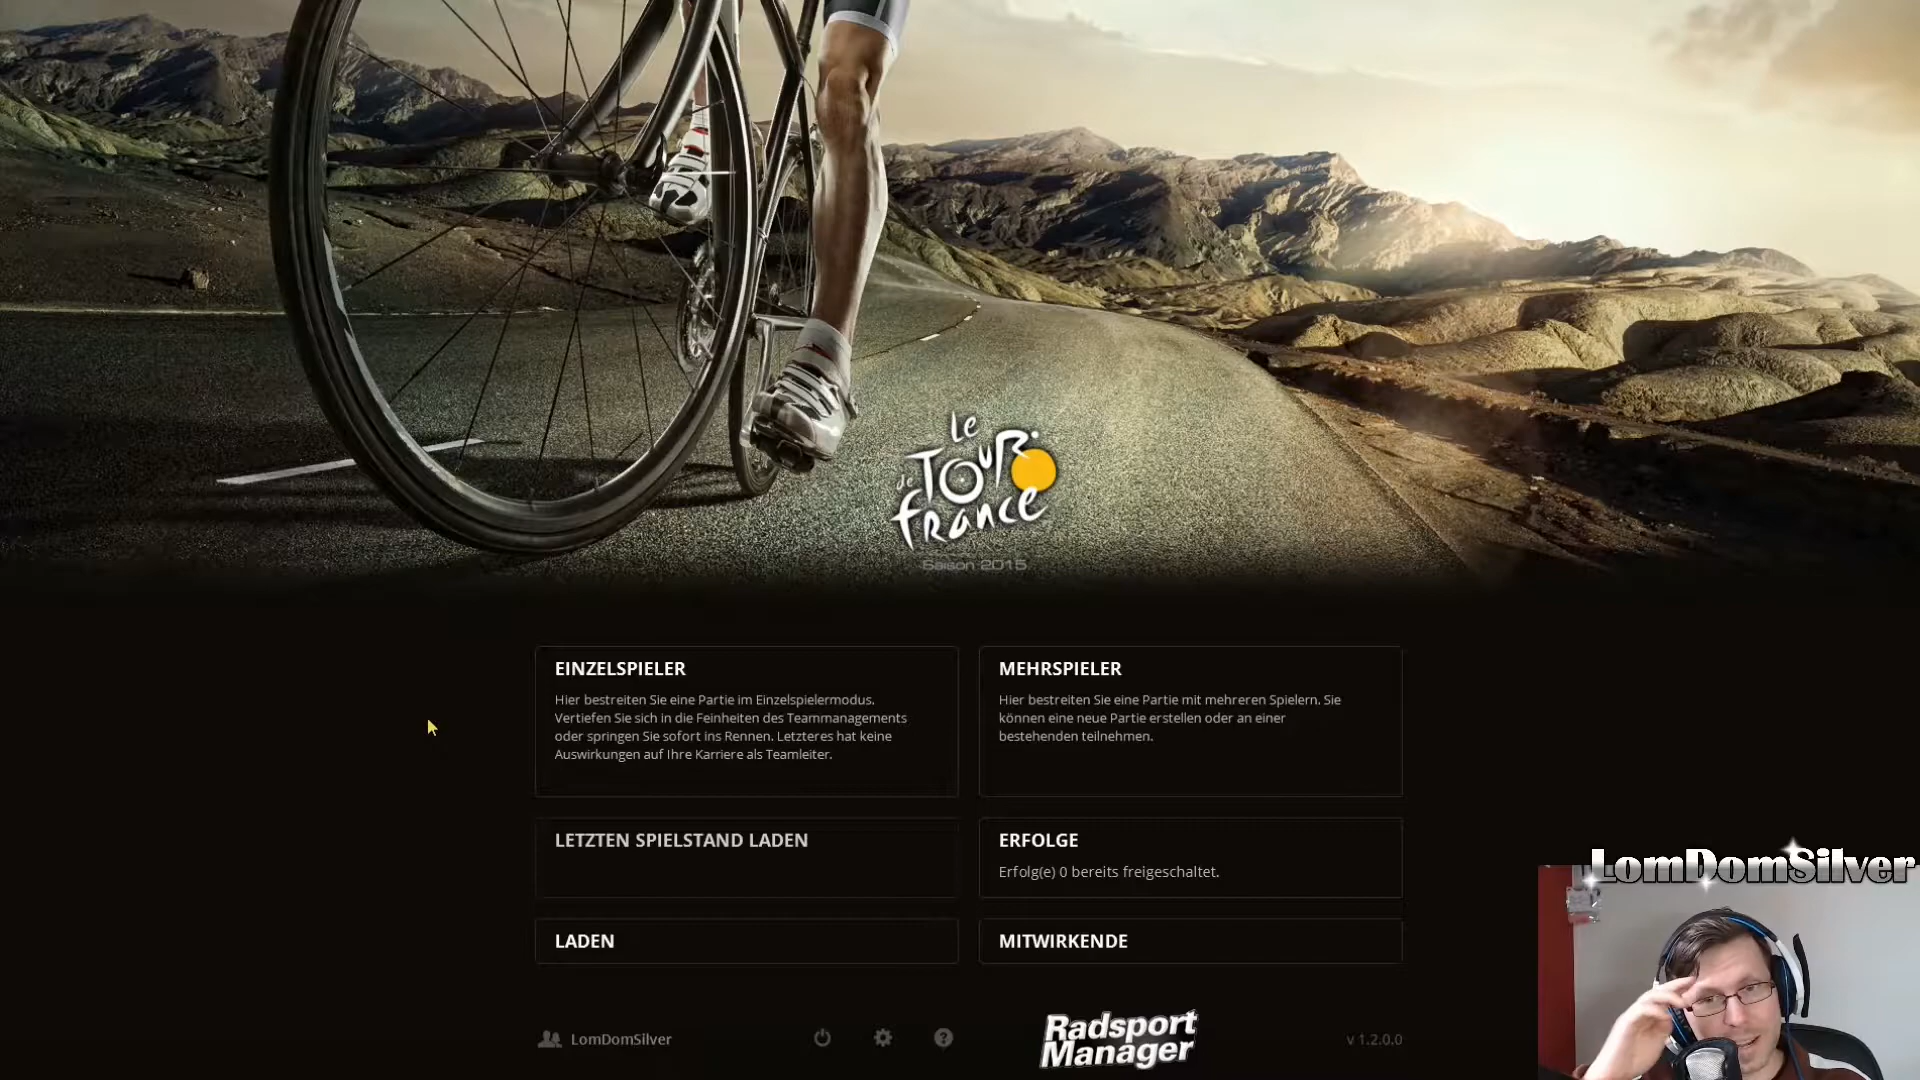 Le
de Tour
france
Saison 2015
EINZELSPIELER
Hier bestreiten Sie eine Partie im Einzelspielermodus.
Vertiefen Sie sich in die Feinheiten des Teammanagements
oder springen Sie sofort ins Rennen. Letzteres hat keine
Auswirkungen auf Ihre Karriere als Teamleiter.
MEHRSPIELER
Hier bestreiten Sie eine Partie mit mehreren Spielern. Sie
können eine neue Partie erstellen oder an einer
bestehenden teilnehmen.
LETZTEN SPIELSTAND LADEN
ERFOLGE
Erfolg(e) 0 bereits freigeschaltet.
LADEN
MITWIRKENDE
LomDomSilver
?
Radsport
Manager
v 1.2.0.0
LomDomSilver